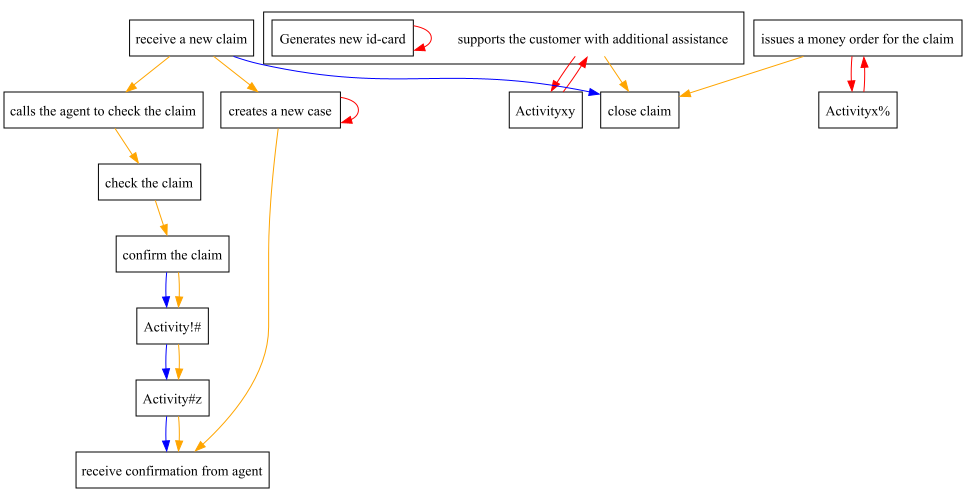 receive a new claim
Generates new id-card
supports the customer with additional assistance
issues a money order for the claim
calls the agent to check the claim
creates a new case
Activityxy
close claim
Activityx%
check the claim
confirm the claim
Activity!#
Activity#z
receive confirmation from agent